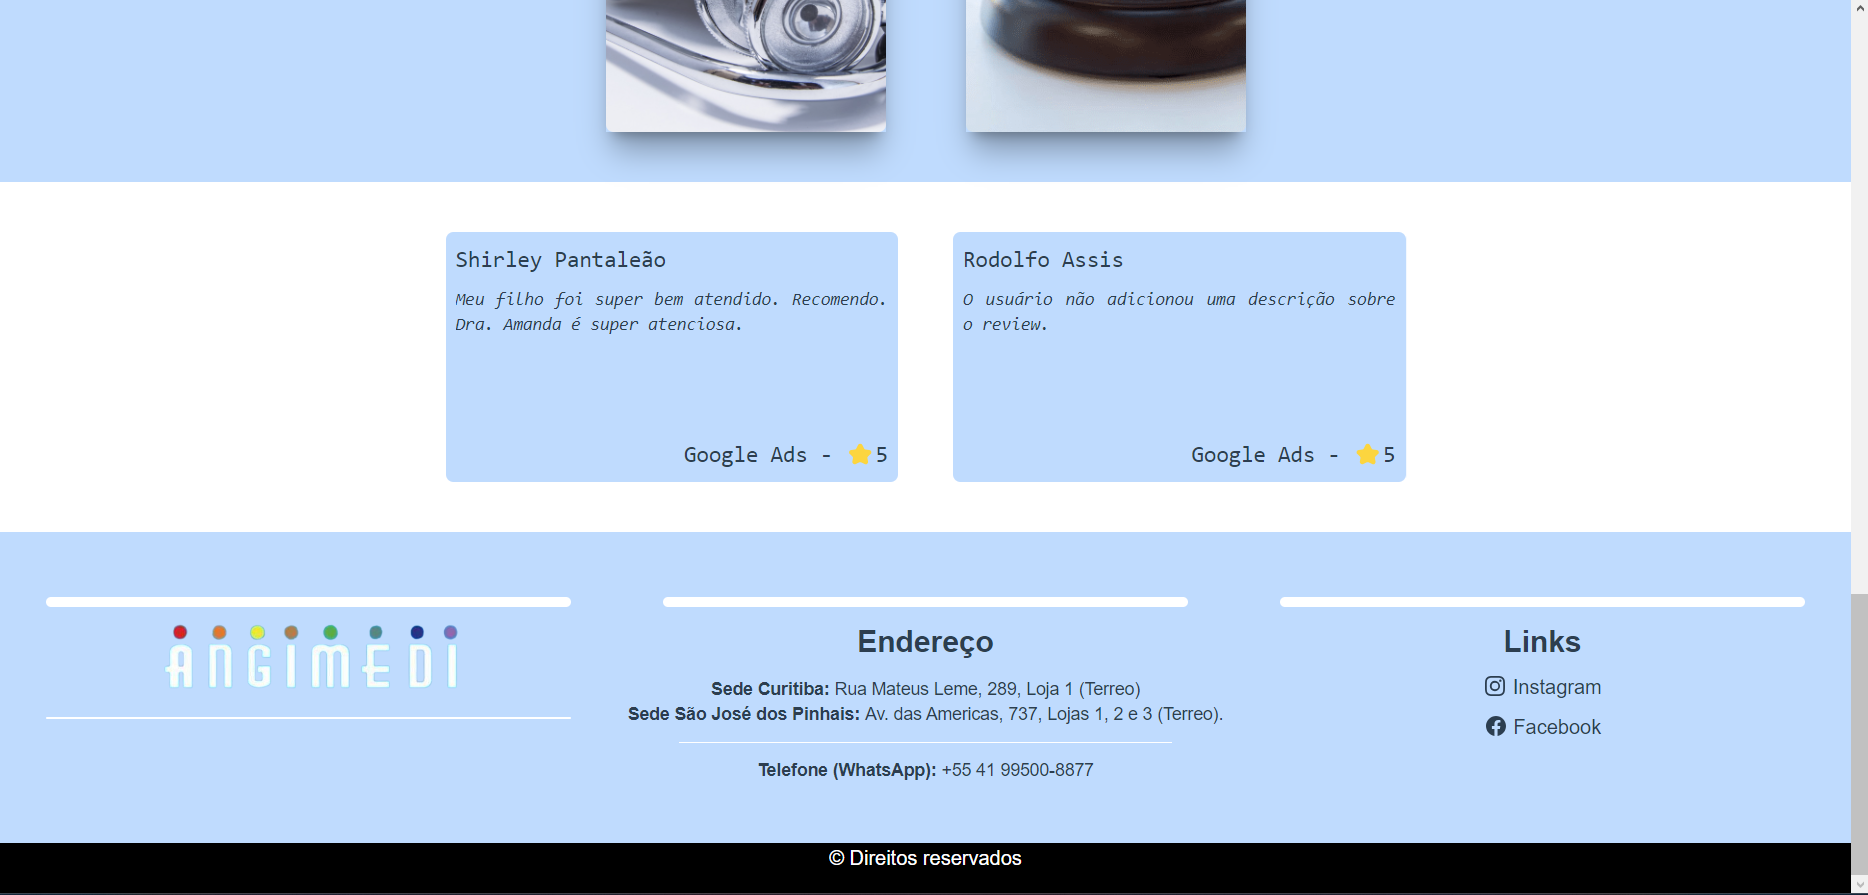 Shirley Pantaleão
Meu filho foi super bem atendido. Recomendo.
Dra. Amanda é super atenciosa.
Google Ads - ⭐5
Rodolfo Assis
O usuário não adicionou uma descrição sobre
o review.
Google Ads - ⭐5
ANGIMEDI
Endereço
Sede Curitiba: Rua Mateus Leme, 289, Loja 1 (Terreo)
Sede São José dos Pinhais: Av. das Americas, 737, Lojas 1, 2 e 3 (Terreo).
Telefone (WhatsApp): +55 41 99500-8877
Links
Instagram
Facebook
© Direitos reservados